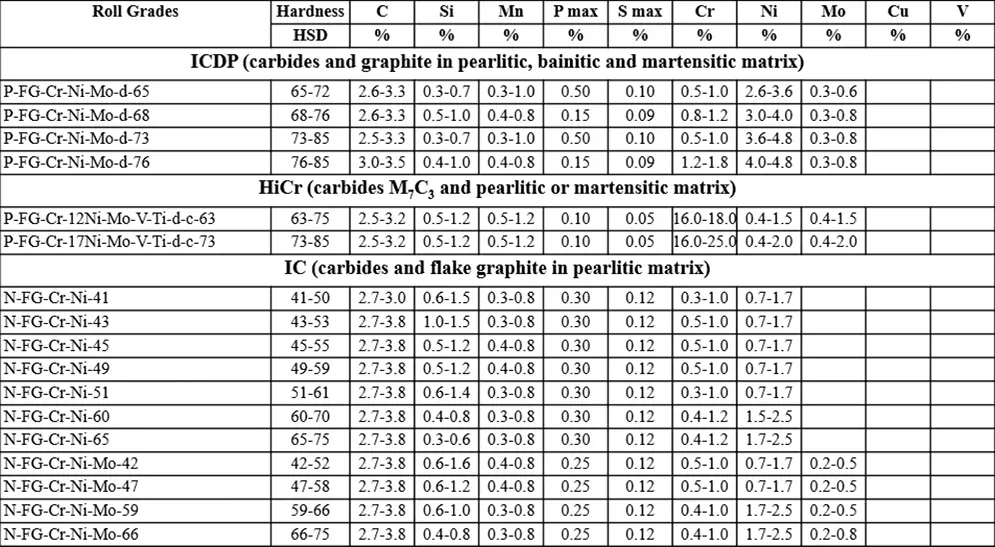 Roll Grades Hardness C Si Mn P max S max Cr Ni Mo Cu V
HSD % % % % % % % % % %
ICDP (carbides and graphite in pearlitic, bainitic and martensitic matrix)
P-FG-Cr-Ni-Mo-d-65 65-72 2.6-3.3 0.3-0.7 0.3-1.0 0.50 0.10 0.5-1.0 2.6-3.6 0.3-0.6
P-FG-Cr-Ni-Mo-d-68 68-76 2.6-3.3 0.5-1.0 0.4-0.8 0.15 0.09 0.8-1.2 3.0-4.0 0.3-0.8
P-FG-Cr-Ni-Mo-d-73 73-85 2.5-3.3 0.3-0.7 0.3-1.0 0.50 0.10 0.5-1.0 3.6-4.8 0.3-0.8
P-FG-Cr-Ni-Mo-d-76 76-85 3.0-3.5 0.4-1.0 0.4-0.8 0.15 0.09 1.2-1.8 4.0-4.8 0.3-0.8
HiCr (carbides M₇C₃ and pearlitic or martensitic matrix)
P-FG-Cr-12Ni-Mo-V-Ti-d-c-63 63-75 2.5-3.2 0.5-1.2 0.5-1.2 0.10 0.05 16.0-18.0 0.4-1.5 0.4-1.5
P-FG-Cr-17Ni-Mo-V-Ti-d-c-73 73-85 2.5-3.2 0.5-1.2 0.5-1.2 0.10 0.05 16.0-25.0 0.4-2.0 0.4-2.0
IC (carbides and flake graphite in pearlitic matrix)
N-FG-Cr-Ni-41 41-50 2.7-3.0 0.6-1.5 0.3-0.8 0.30 0.12 0.3-1.0 0.7-1.7
N-FG-Cr-Ni-43 43-53 2.7-3.8 1.0-1.5 0.3-0.8 0.30 0.12 0.5-1.0 0.7-1.7
N-FG-Cr-Ni-45 45-55 2.7-3.8 0.5-1.2 0.4-0.8 0.30 0.12 0.5-1.0 0.7-1.7
N-FG-Cr-Ni-49 49-59 2.7-3.8 0.5-1.2 0.4-0.8 0.30 0.12 0.5-1.0 0.7-1.7
N-FG-Cr-Ni-51 51-61 2.7-3.8 0.6-1.4 0.3-0.8 0.30 0.12 0.3-1.0 0.7-1.7
N-FG-Cr-Ni-60 60-70 2.7-3.8 0.4-0.8 0.3-0.8 0.30 0.12 0.4-1.2 1.5-2.5
N-FG-Cr-Ni-65 65-75 2.7-3.8 0.3-0.6 0.3-0.8 0.30 0.12 0.4-1.2 1.7-2.5
N-FG-Cr-Ni-Mo-42 42-52 2.7-3.8 0.6-1.6 0.4-0.8 0.25 0.12 0.5-1.0 0.7-1.7 0.2-0.5
N-FG-Cr-Ni-Mo-47 47-58 2.7-3.8 0.6-1.2 0.4-0.8 0.25 0.12 0.5-1.0 0.7-1.7 0.2-0.5
N-FG-Cr-Ni-Mo-59 59-66 2.7-3.8 0.6-1.0 0.3-0.8 0.25 0.12 0.4-1.0 1.7-2.5 0.2-0.5
N-FG-Cr-Ni-Mo-66 66-75 2.7-3.8 0.4-0.8 0.3-0.8 0.25 0.12 0.4-1.0 1.7-2.5 0.2-0.8